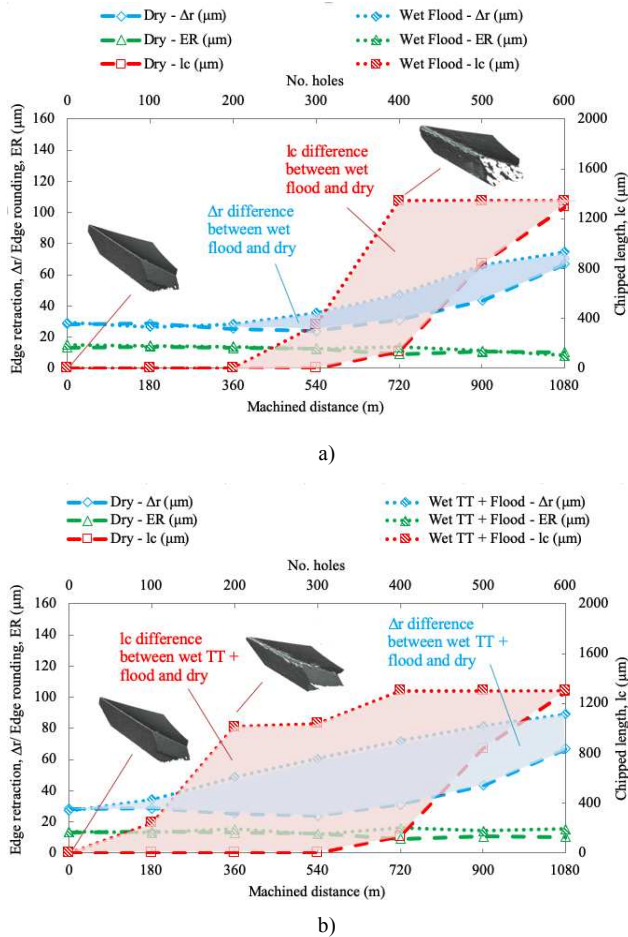 Dry - Δr (μm)
Wet Flood - Δr (μm)
Dry - ER (μm)
Wet Flood - ER (μm)
Dry - lc (μm)
Wet Flood - lc (μm)
No. holes
0 100 200 300 400 500 600
160 2000
140
120 1600
100 1200
80
60 800
40 400
20
0 0
Edge retraction, Δr/ Edge rounding, ER (μm)
Chipped length, lc (μm)
lc difference
between wet
flood and dry
Δr difference
between wet
flood and dry
0 180 360 540 720 900 1080
Machined distance (m)
a)
Dry - Δr (μm)
Wet TT + Flood - Δr (μm)
Dry - ER (μm)
Wet TT + Flood - ER (μm)
Dry - lc (μm)
Wet TT + Flood - lc (μm)
No. holes
0 100 200 300 400 500 600
160 2000
140
120 1600
100 1200
80
60 800
40 400
20
0 0
Edge retraction, Δr/ Edge rounding, ER (μm)
Chipped length, lc (μm)
lc difference
between wet TT +
flood and dry
Δr difference
between wet TT +
flood and dry
0 180 360 540 720 900 1080
Machined distance (m)
b)